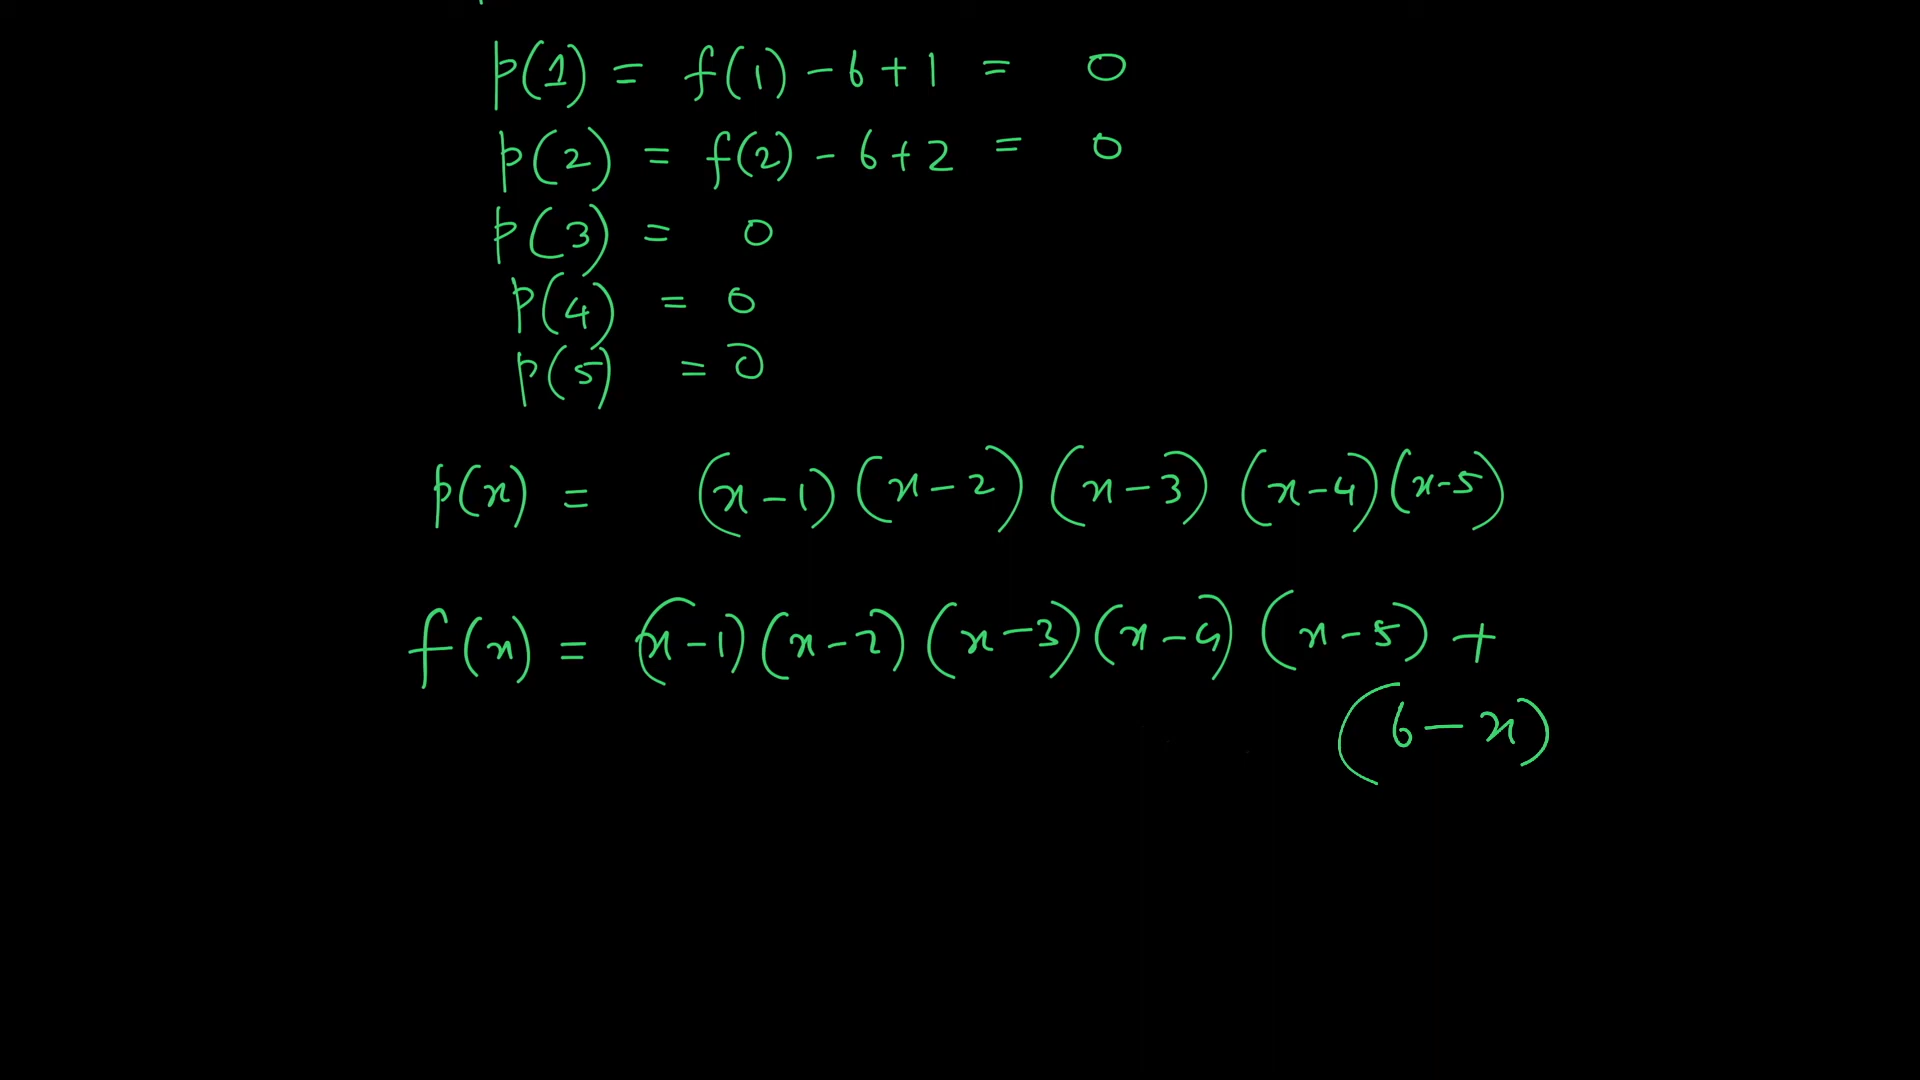 p(1) = f(1) - 6 + 1 = 0
p(2) = f(2) - 6 + 2 = 0
p(3) = 0
p(4) = 0
p(5) = 0
p(x) = (x-1)(x-2)(x-3)(x-4)(x-5)
f(x) = (x-1)(x-2)(x-3)(x-4)(x-5) +
(6-x)